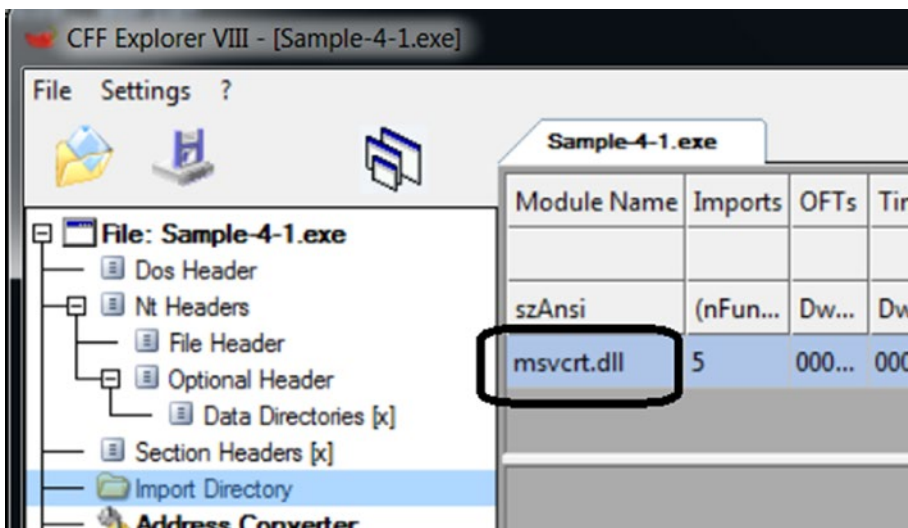 CFF Explorer VIII - [Sample-4-1.exe]
File Settings ?
Sample-4-1.exe
Module Name Imports OFTs
szAnsi (nFun... Dw... Dw
msvcrt.dll 5 000... 000
File: Sample-4-1.exe
Dos Header
Nt Headers
File Header
Optional Header
Data Directories [x]
Section Headers [x]
Import Directory
Address Converter